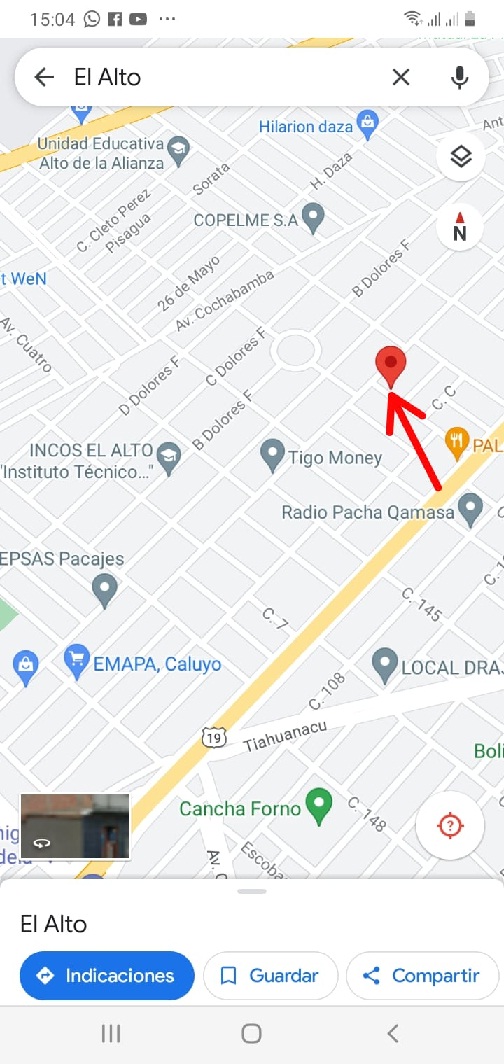 15:04
El Alto
Hilarion daza
Unidad Educativa
Alto de la Alianza
Ant
Sorata
H. Daza
C. Cleto Perez
Pisagua
COPELME S.A
N
B Dolores F
t WeN
26 de Mayo
Av. Cochabamba
Av. Cuatro
C Dolores F
D Dolores F
B Dolores F
C. C
INCOS EL ALTO
"Instituto Técnico..."
Tigo Money
PAL
Radio Pacha Qamasa
EPSAS Pacajes
C. 145
C. 7
EMAPA, Caluyo
LOCAL DRA
C. 108
19
Tiahuanacu
Boli
Cancha Forno
C. 148
Escoba
El Alto
Indicaciones
Guardar
Compartir